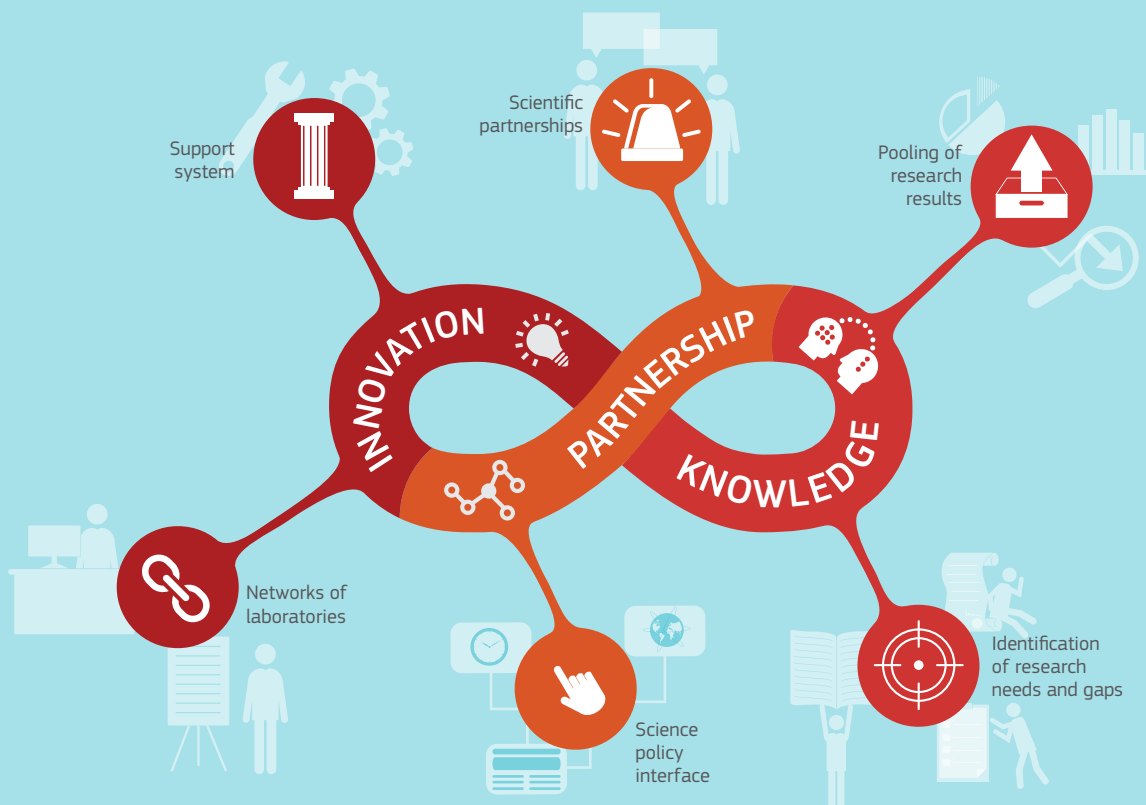 Support
system
Scientific
partnerships
Pooling of
research
results
INNOVATION
PARTNERSHIP
KNOWLEDGE
Networks of
laboratories
Science
policy
interface
Identification
of research
needs and gaps